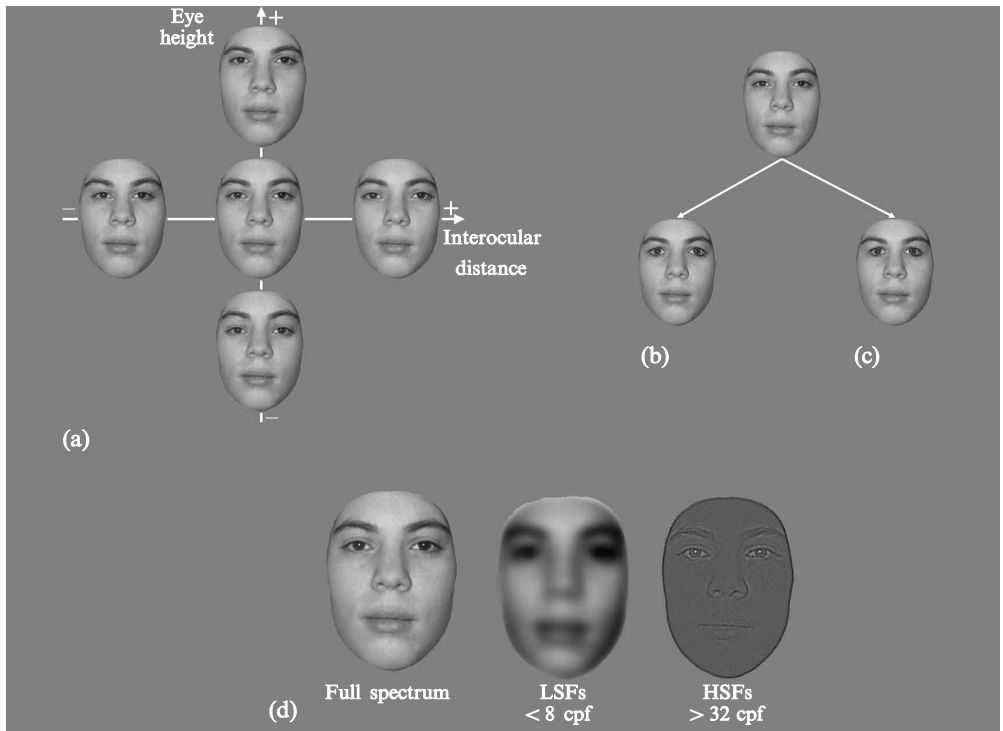 Eye
height
+
−
+
Interocular
distance
−
(a)
(b)
(c)
Full spectrum
LSFs
< 8 cpf
HSFs
> 32 cpf
(d)